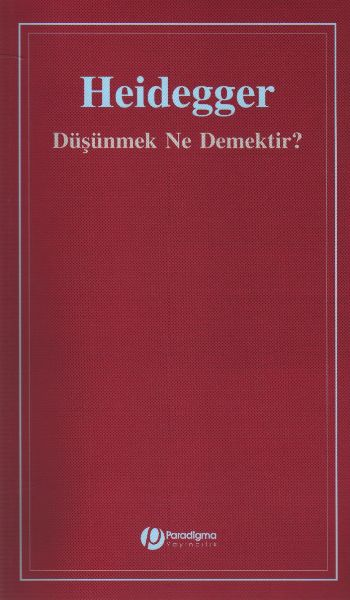 Heidegger
Düşünmek Ne Demektir?
Paradigma
Yayıncılık